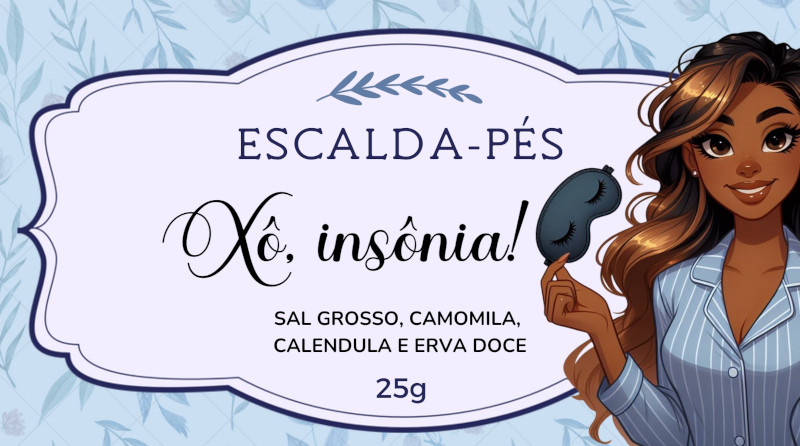 ESCALDA-PÉS
Xô, insônia!
SAL GROSSO, CAMOMILA,
CALENDULA E ERVA DOCE
25g